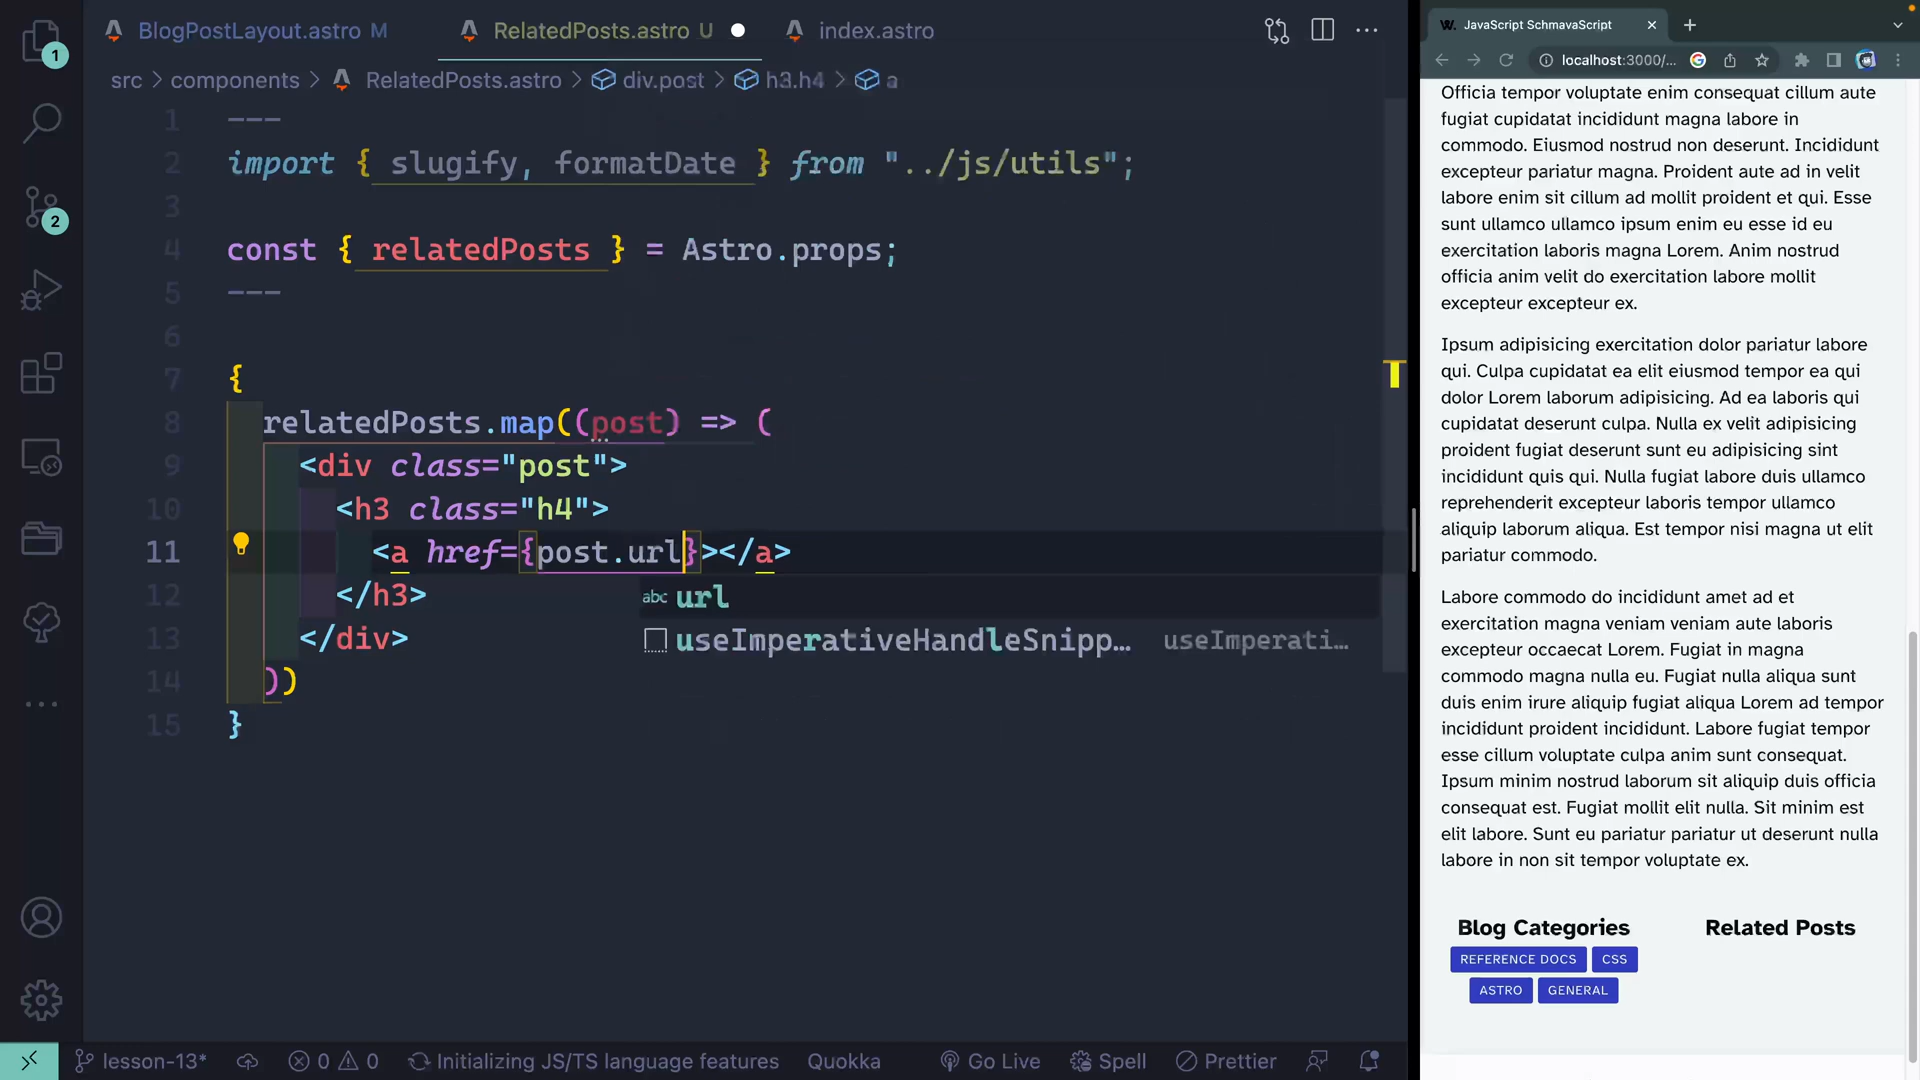 BlogPostLayout.astro M
RelatedPosts.astro U
index.astro
src > components > RelatedPosts.astro > div.post > h3.h4 > a
1 ---
2 import { slugify, formatDate } from "../js/utils";
3
4 const { relatedPosts } = Astro.props;
5 ---
6
7 {
8 relatedPosts.map((post) => (
9 <div class="post">
10 <h3 class="h4">
11 <a href={post.url}></a>
12 </h3>
13 </div>
14 ))
15 }
abc url
useImperativeHandleSnipp… useImperati…
1
2
lesson-13* 0 0 Initializing JS/TS language features Quokka Go Live Spell Prettier
JavaScript SchmavaScript
localhost:3000/...
Officia tempor voluptate enim consequat cillum aute
fugiat cupidatat incididunt magna labore in
commodo. Eiusmod nostrud non deserunt. Incididunt
excepteur pariatur magna. Proident aute ad in velit
labore enim sit cillum ad mollit proident et qui. Esse
sunt ullamco ullamco ipsum enim eu esse id eu
exercitation laboris magna Lorem. Anim nostrud
officia anim velit do exercitation labore mollit
excepteur excepteur ex.
Ipsum adipisicing exercitation dolor pariatur labore
qui. Culpa cupidatat ea elit eiusmod tempor ea qui
dolor Lorem laborum adipisicing. Ad ea laboris qui
cupidatat deserunt culpa. Nulla ex velit adipisicing
proident fugiat deserunt sunt eu adipisicing sint
incididunt quis qui. Nulla fugiat labore duis ullamco
reprehenderit excepteur laboris tempor ullamco
aliquip laborum aliqua. Est tempor nisi magna ut elit
pariatur commodo.
Labore commodo do incididunt amet ad et
exercitation magna veniam veniam aute laboris
excepteur occaecat Lorem. Fugiat in magna
commodo magna nulla eu. Fugiat nulla aliqua sunt
duis enim irure aliquip fugiat aliqua Lorem ad tempor
incididunt proident incididunt. Labore fugiat tempor
esse cillum voluptate culpa anim sunt consequat.
Ipsum minim nostrud laborum sit aliquip duis officia
consequat est. Fugiat mollit elit nulla. Sit minim est
elit labore. Sunt eu pariatur pariatur ut deserunt nulla
labore in non sit tempor voluptate ex.
Blog Categories
REFERENCE DOCS CSS
ASTRO GENERAL
Related Posts